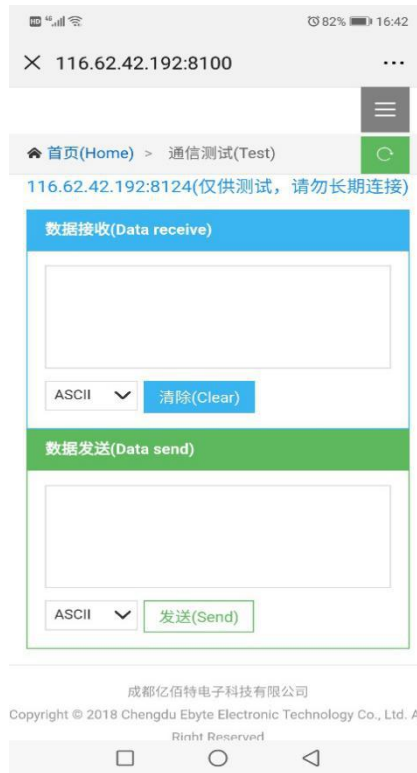 HD 4G 82% 16:42
116.62.42.192:8100
首页(Home) > 通信测试(Test)
116.62.42.192:8124(仅供测试，请勿长期连接)
数据接收(Data receive)
ASCII 清除(Clear)
数据发送(Data send)
ASCII 发送(Send)
成都亿佰特电子科技有限公司
Copyright © 2018 Chengdu Ebyte Electronic Technology Co., Ltd. A
Right Reserved